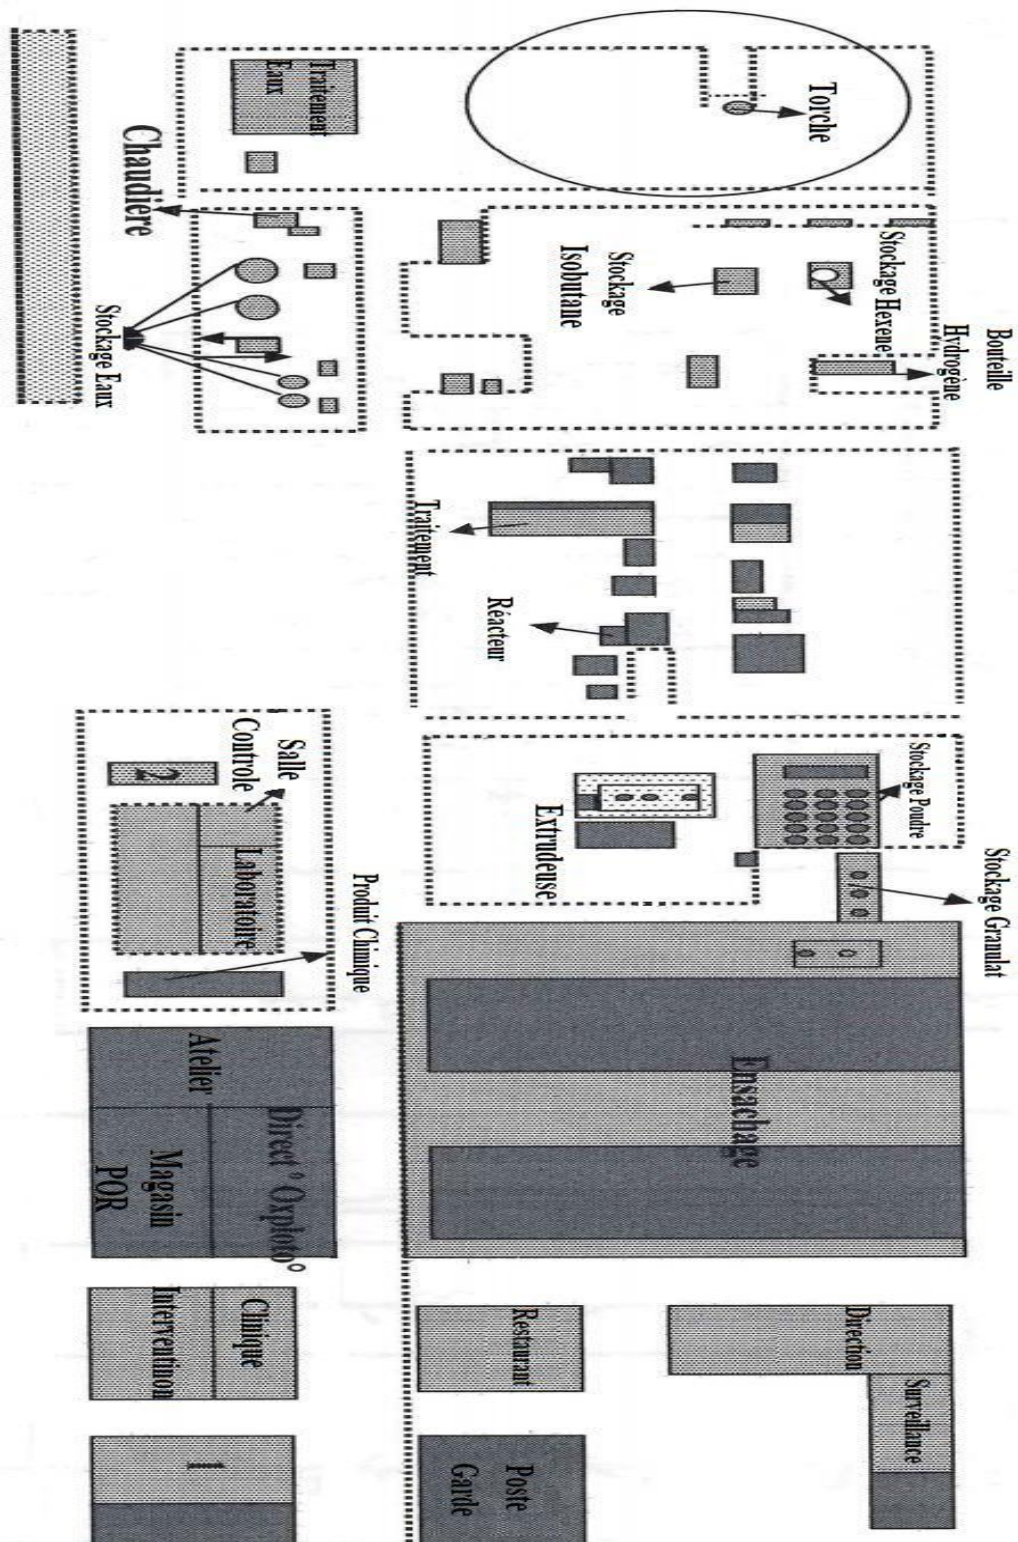 Torche
Traitement
Eaux
Chaudière
Bouteille
Hydrogène
Stockage Hexene
Stockage
Isobutane
Stockage Eaux
Traitement
Réacteur
Stockage Poudre
Stockage Granulat
Extrudeuse
Salle
Controle
2
Laboratoire
Produit Chimique
Ensachage
Atelier
Direct° Oxploto°
Magasin
POR
Clinique
Interventinon
Restaurant
Direction
Surveillance
Poste
Garde
1